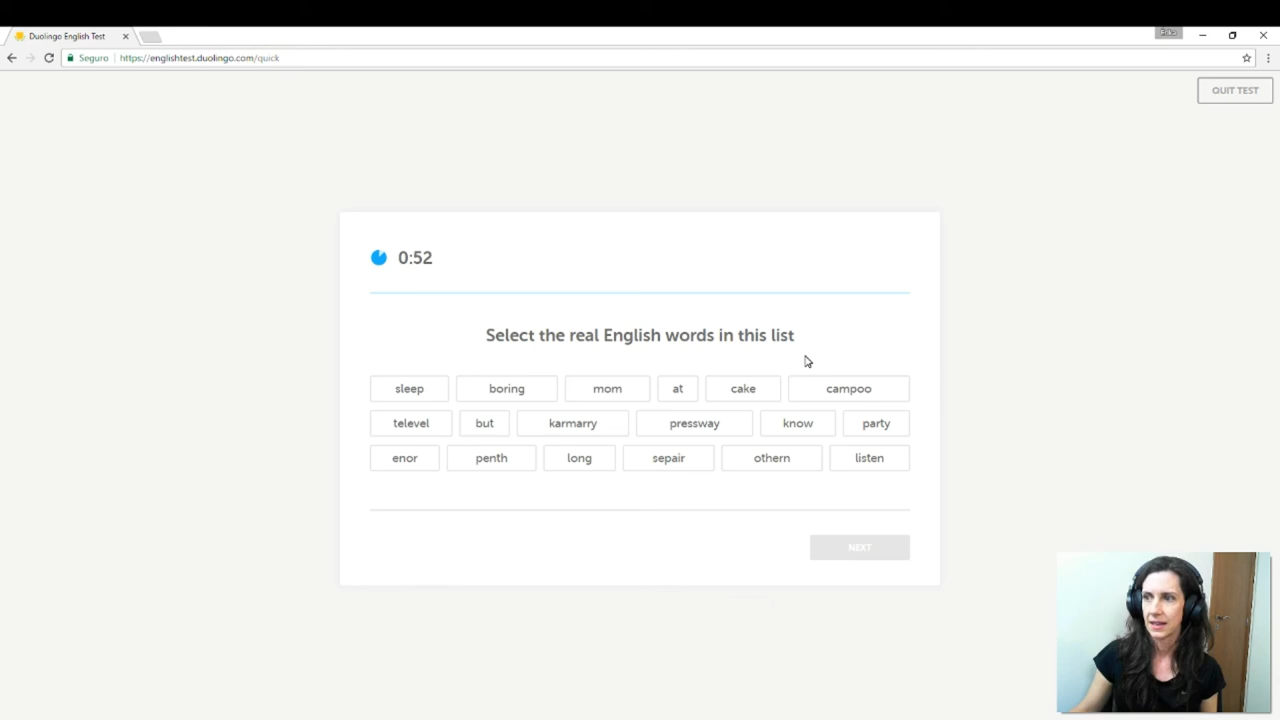 Duolingo English Test
Seguro https://englishtest.duolingo.com/quick
QUIT TEST
0:52
Select the real English words in this list
sleep boring mom at cake campoo
televel but karmarry pressway know party
enor penth long sepair othern listen
NEXT